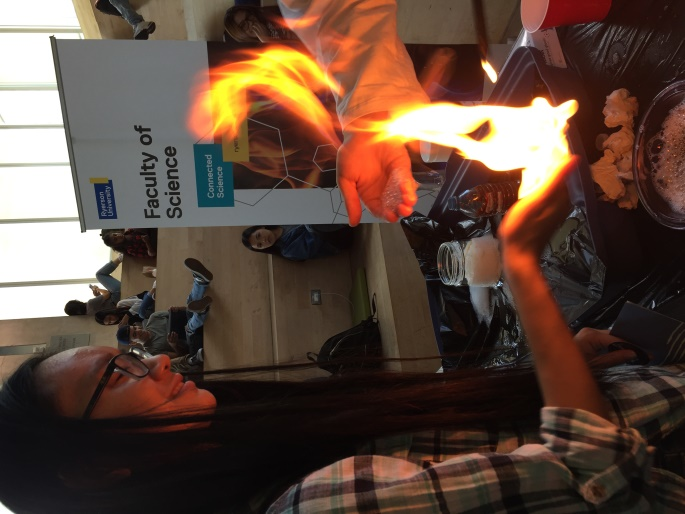 Ryerson
University
Faculty of
Science
Connected
Science